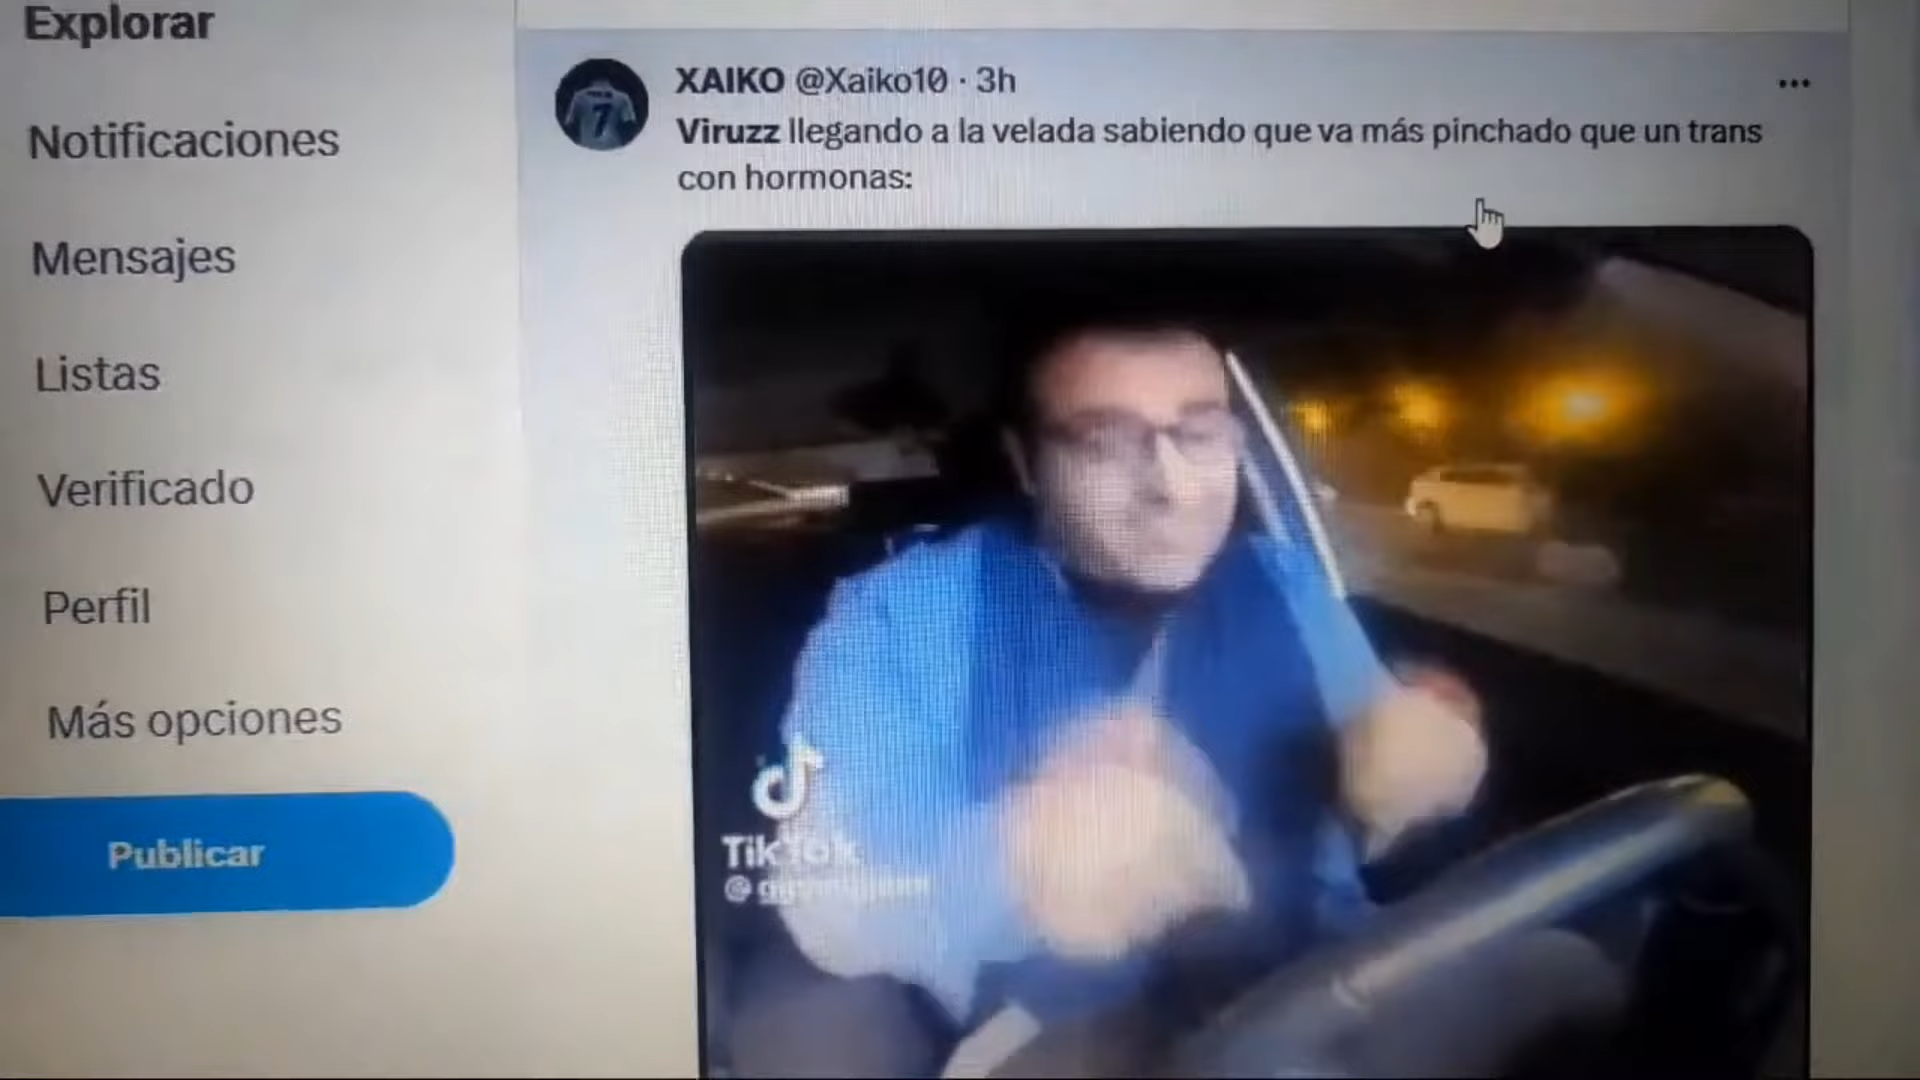 Explorar
Notificaciones
Mensajes
Listas
Verificado
Perfil
Más opciones
Publicar
XAIKO @Xaiko10 · 3h
Viruzz llegando a la velada sabiendo que va más pinchado que un trans
con hormonas:
7
TikTok